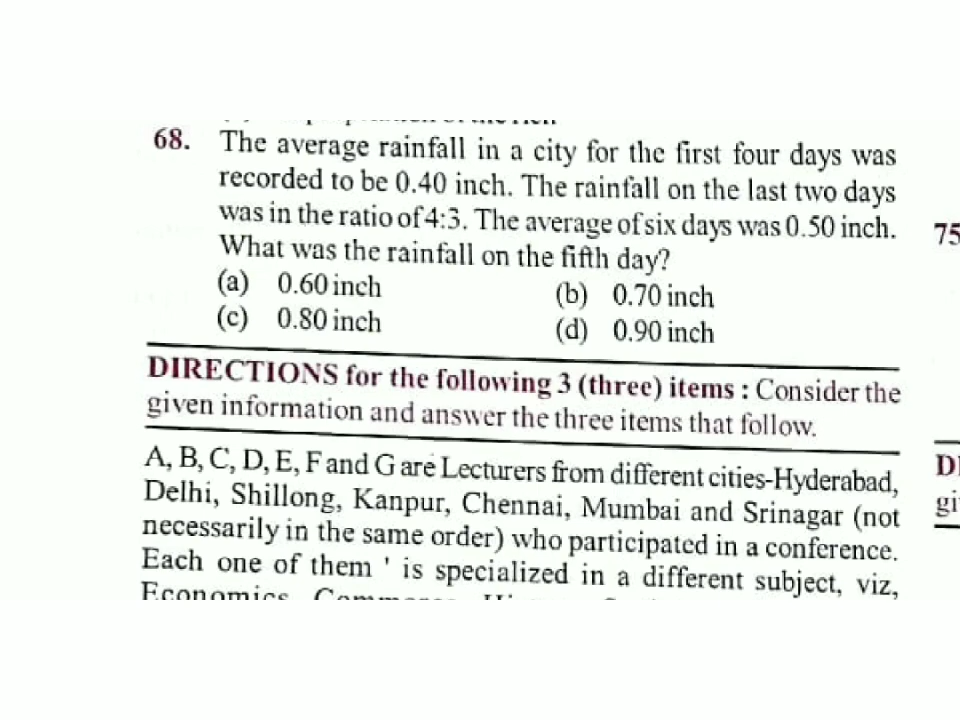 68. The average rainfall in a city for the first four days was
recorded to be 0.40 inch. The rainfall on the last two days
was in the ratio of 4:3. The average of six days was 0.50 inch.
What was the rainfall on the fifth day?
(a) 0.60 inch (b) 0.70 inch
(c) 0.80 inch (d) 0.90 inch
DIRECTIONS for the following 3 (three) items : Consider the
given information and answer the three items that follow.
A, B, C, D, E, F and G are Lecturers from different cities-Hyderabad,
Delhi, Shillong, Kanpur, Chennai, Mumbai and Srinagar (not
necessarily in the same order) who participated in a conference.
Each one of them ' is specialized in a different subject, viz,
Economics
75